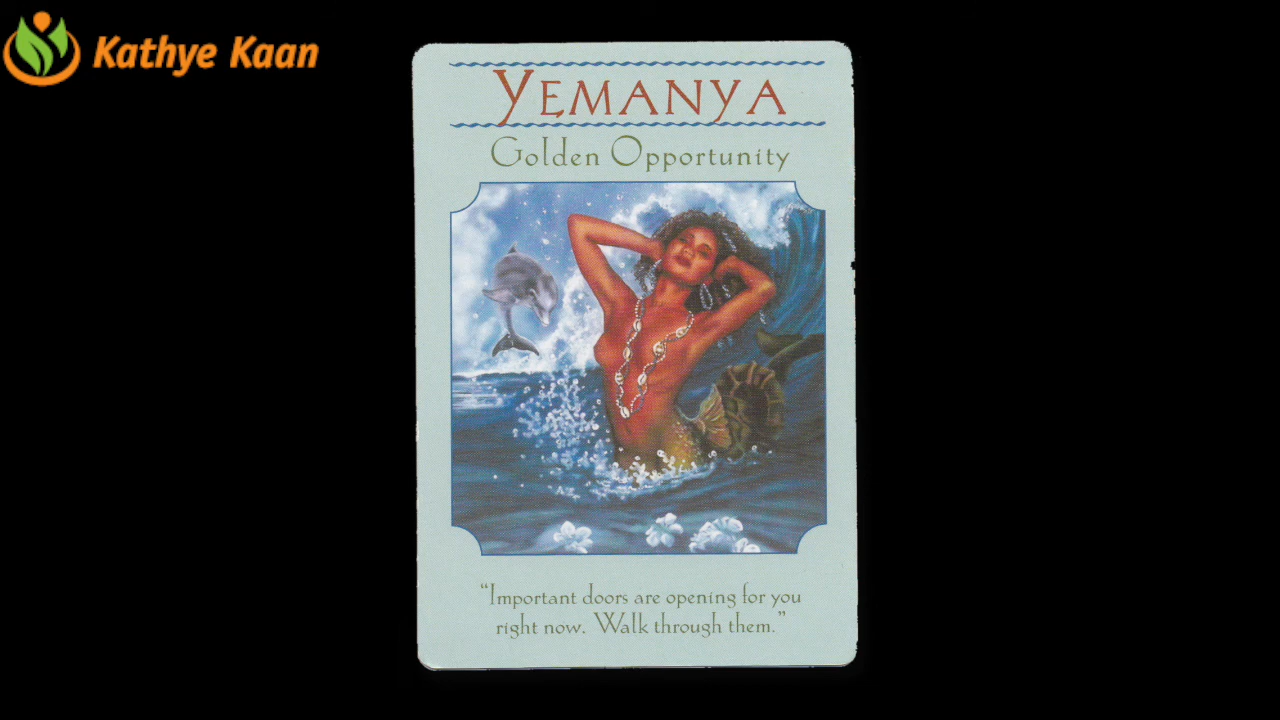 Kathye Kaan
YEMANYA
Golden Opportunity
“Important doors are opening for you
right now. Walk through them.”